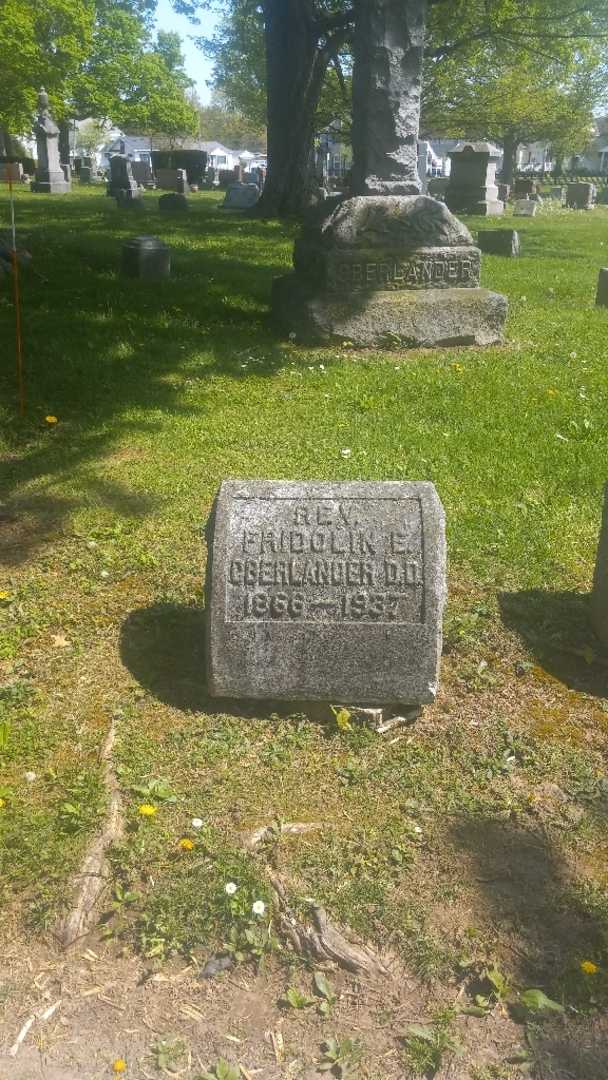 OBERLANDER
REV.
FRIDOLIN E.
OBERLANDER D.D.
1866–1937